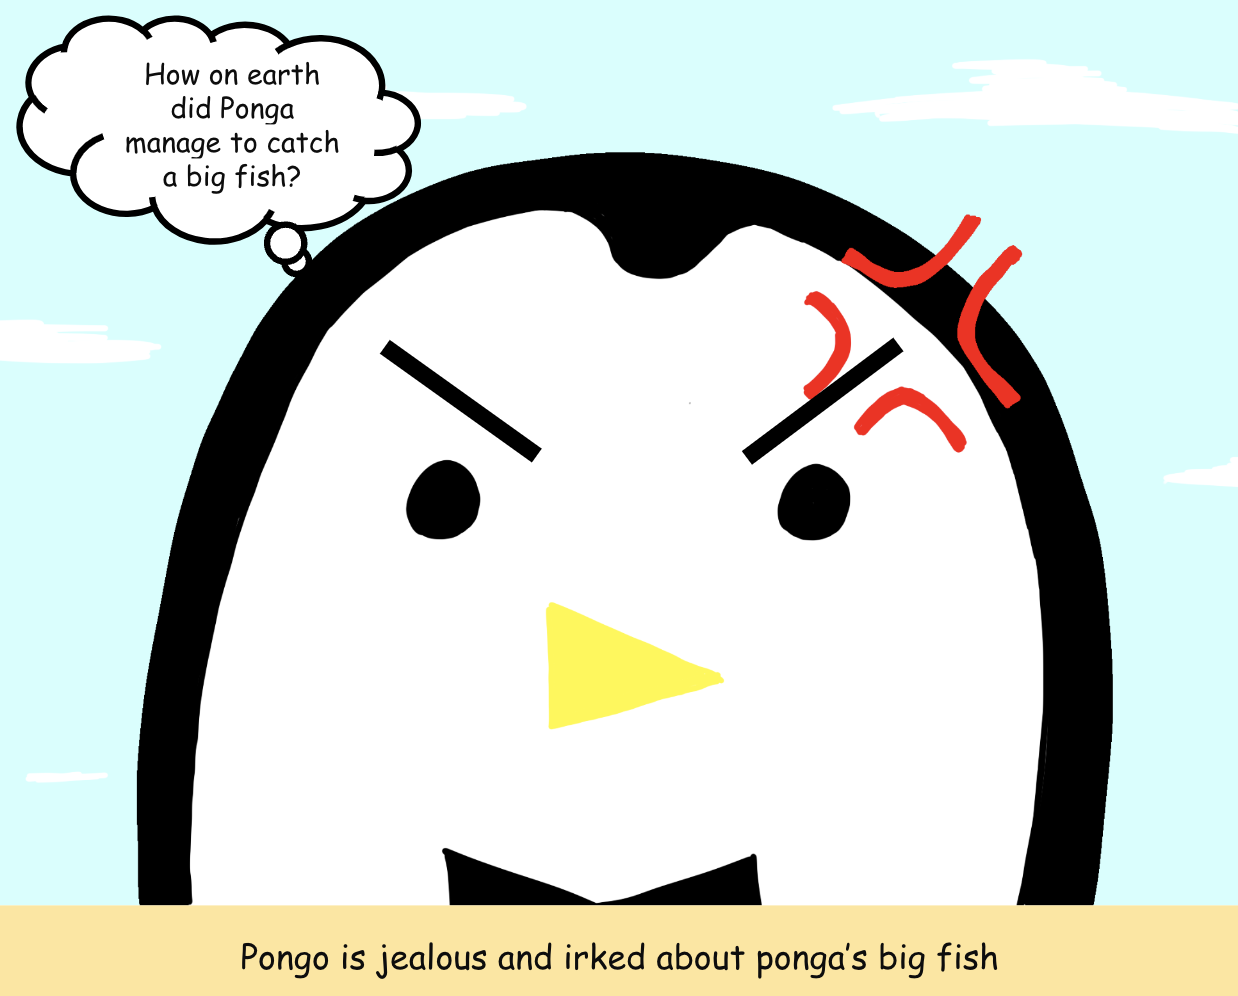 How on earth
did Ponga
manage to catch
a big fish?
Pongo is jealous and irked about ponga's big fish